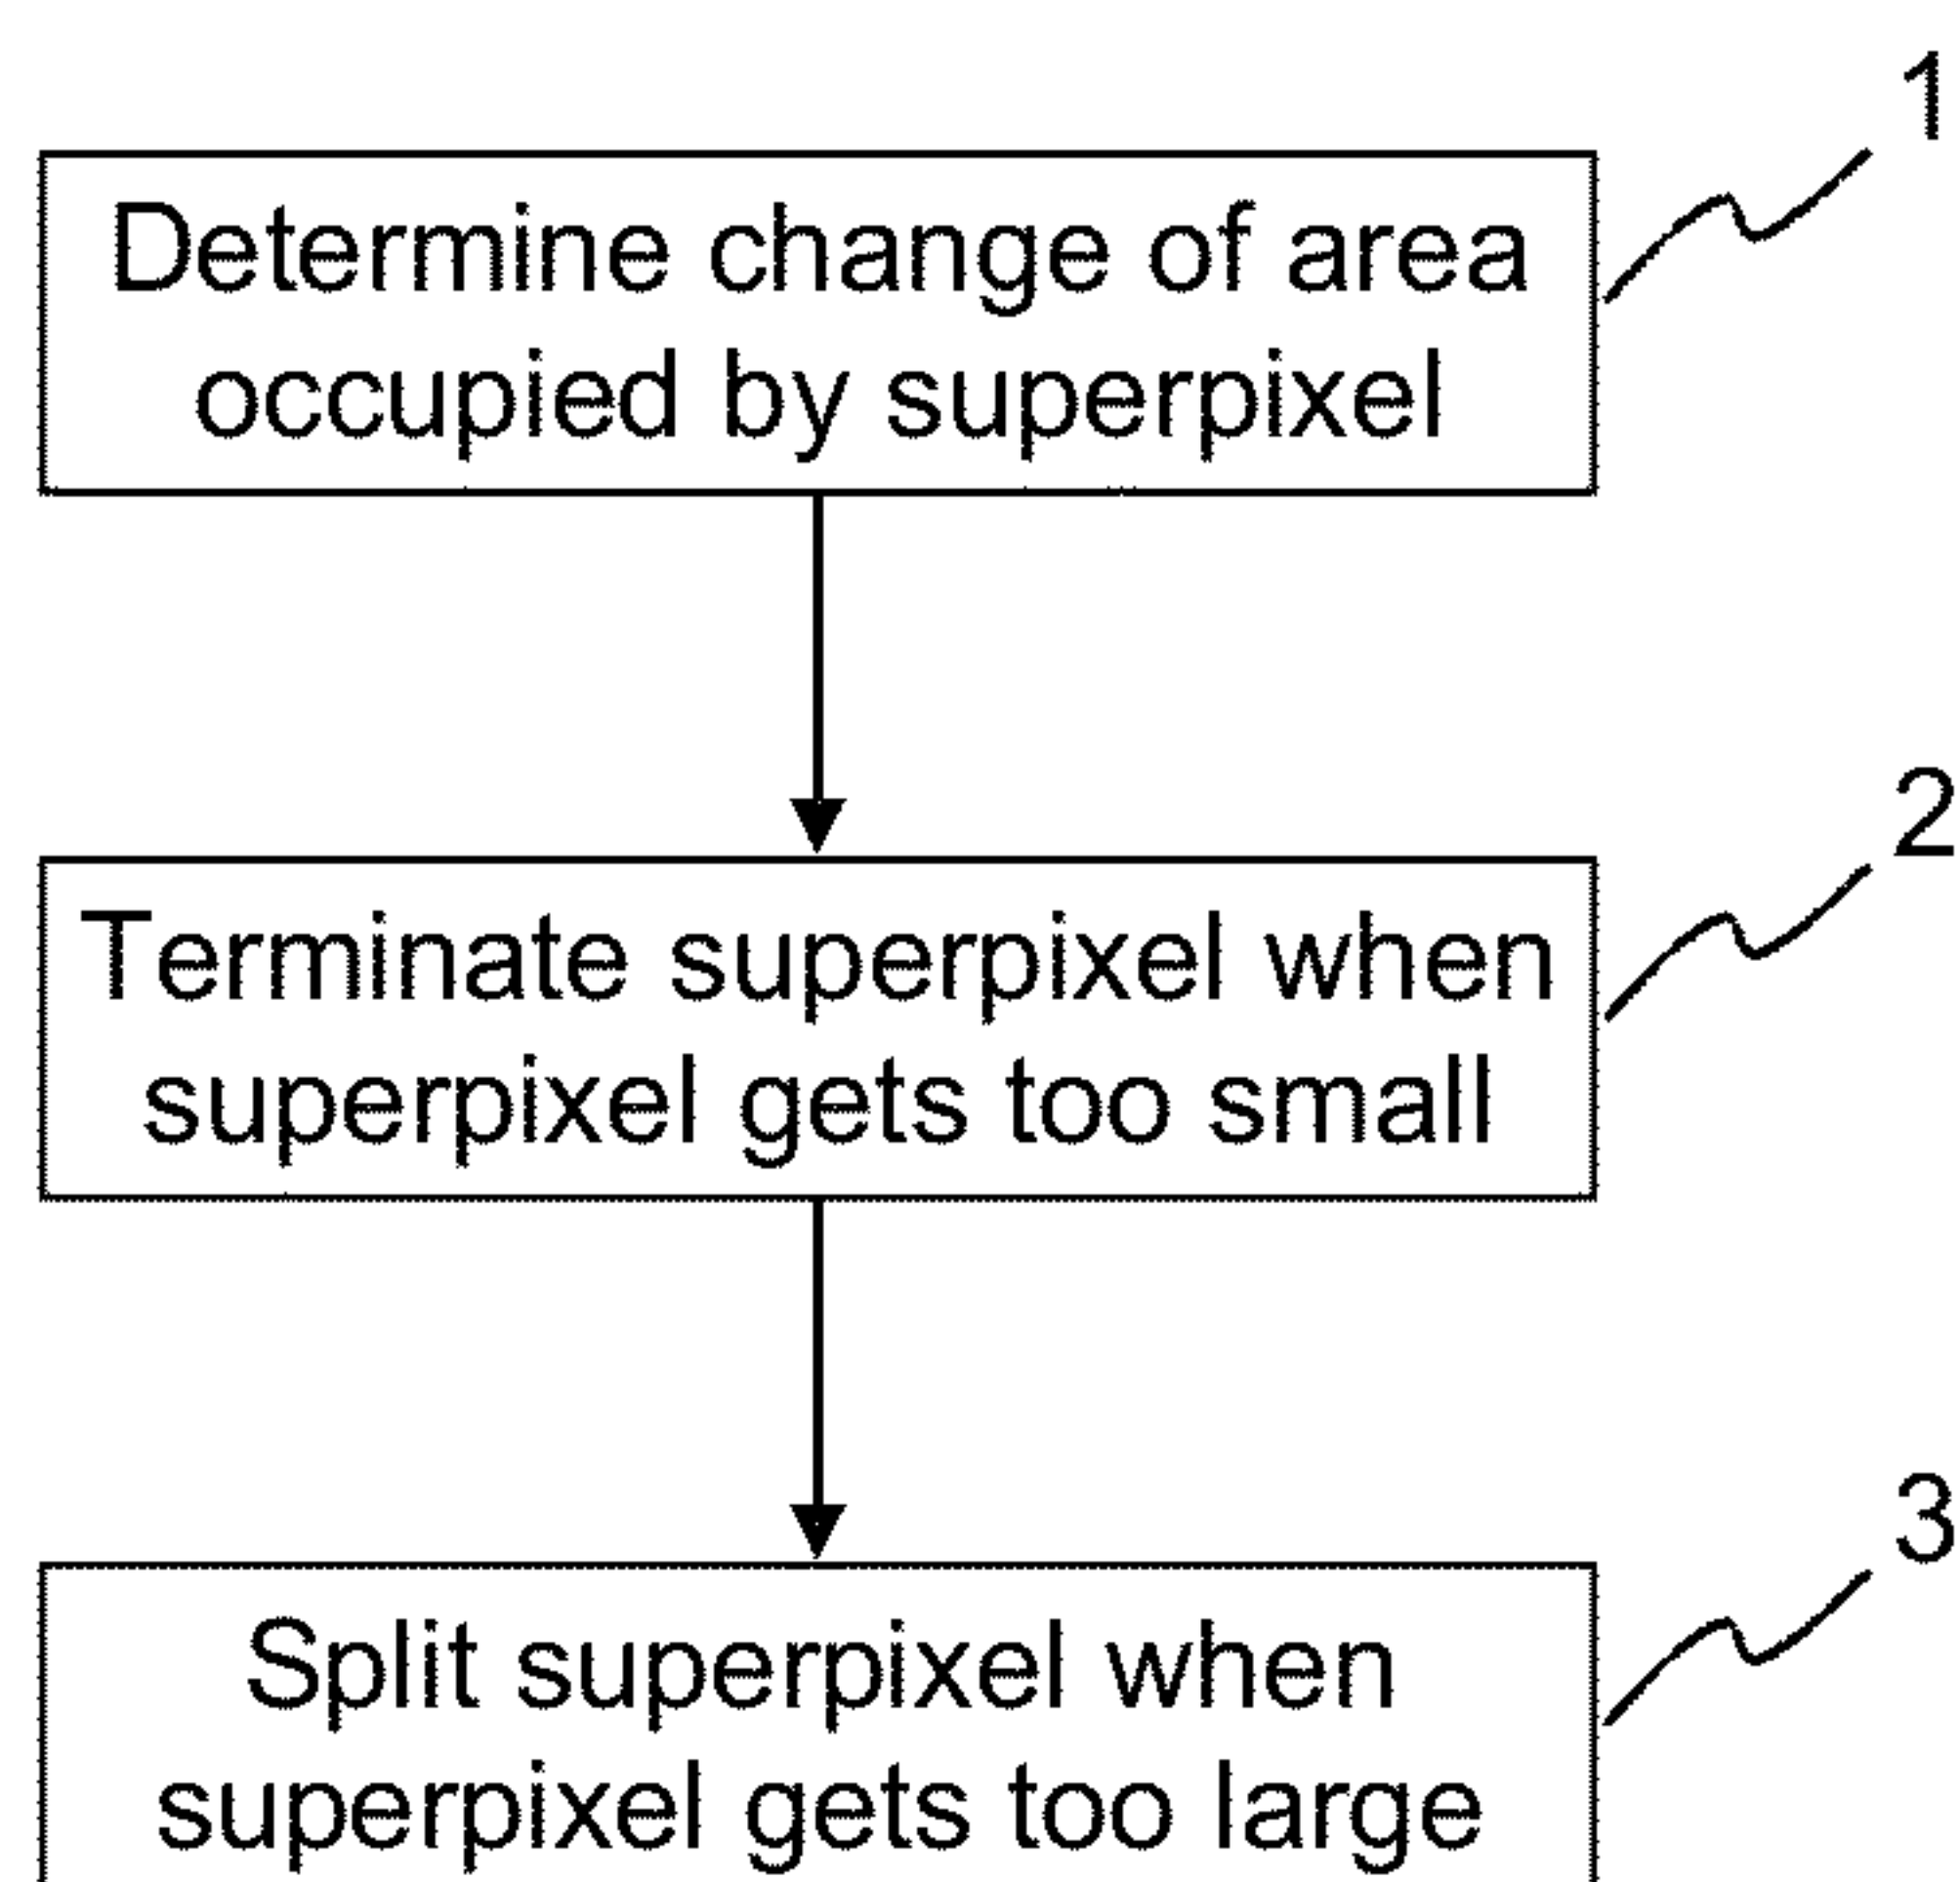 1
Determine change of area
occupied by superpixel
2
Terminate superpixel when
superpixel gets too small
3
Split superpixel when
superpixel gets too large